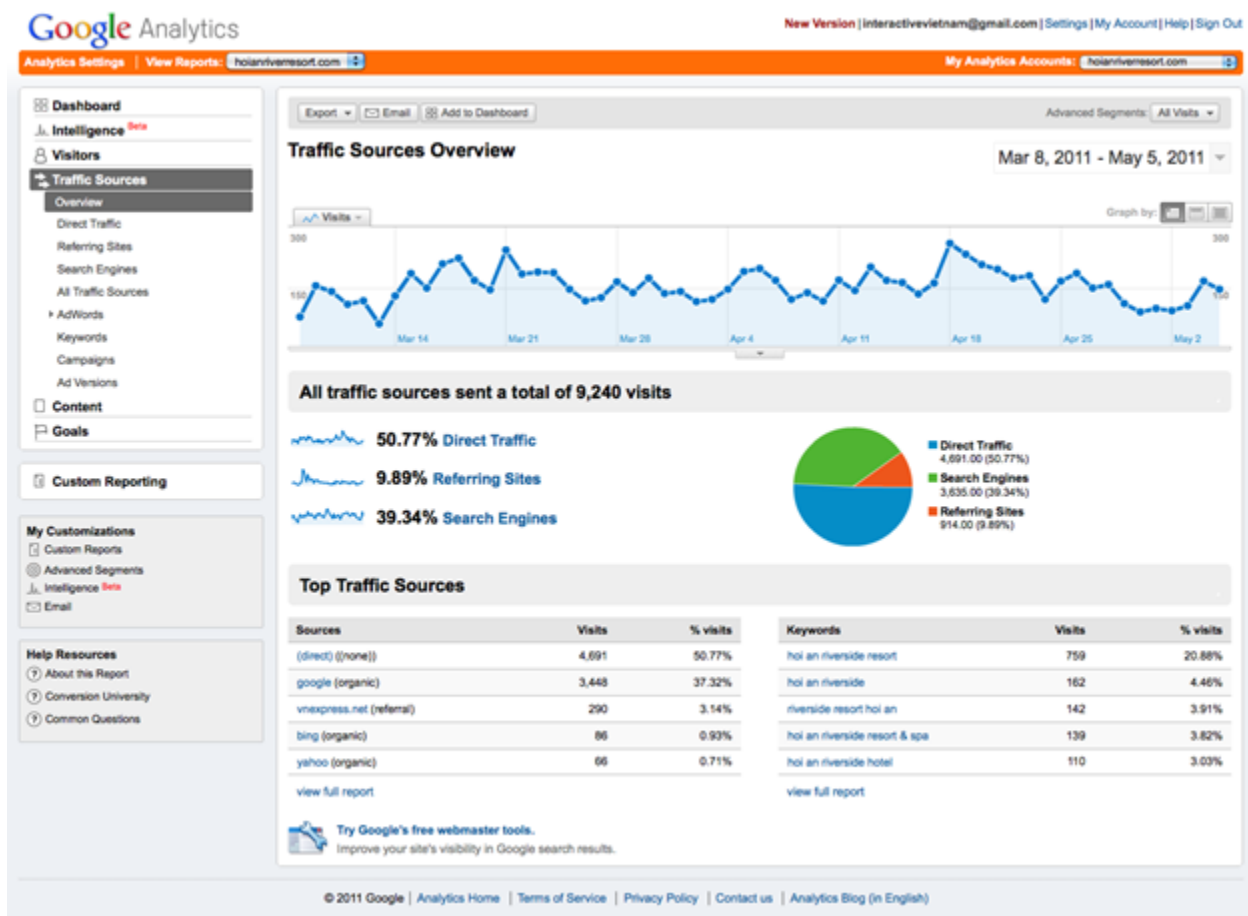 Google Analytics
New Version | interactivevietnam@gmail.com | Settings | My Account | Help | Sign Out
Analytics Settings | View Reports: hoianriverresort.com
My Analytics Accounts: hoianriverresort.com
Dashboard
Intelligence Beta
Visitors
Traffic Sources
Overview
Direct Traffic
Referring Sites
Search Engines
All Traffic Sources
AdWords
Keywords
Campaigns
Ad Versions
Content
Goals
Custom Reporting
My Customizations
Custom Reports
Advanced Segments
Intelligence Beta
Email
Help Resources
About this Report
Conversion University
Common Questions
Export Email Add to Dashboard
Advanced Segments: All Visits
Traffic Sources Overview
Mar 8, 2011 - May 5, 2011
Visits
Graph by:
300 300
150 150
Mar 14 Mar 21 Mar 28 Apr 4 Apr 11 Apr 18 Apr 25 May 2
All traffic sources sent a total of 9,240 visits
50.77% Direct Traffic
9.89% Referring Sites
39.34% Search Engines
Direct Traffic
4,691.00 (50.77%)
Search Engines
3,635.00 (39.34%)
Referring Sites
914.00 (9.89%)
Top Traffic Sources
Sources Visits % visits
(direct) ((none)) 4,691 50.77%
google (organic) 3,448 37.32%
vnexpress.net (referral) 290 3.14%
bing (organic) 86 0.93%
yahoo (organic) 66 0.71%
view full report
Keywords Visits % visits
hoi an riverside resort 759 20.88%
hoi an riverside 162 4.46%
riverside resort hoi an 142 3.91%
hoi an riverside resort & spa 139 3.82%
hoi an riverside hotel 110 3.03%
view full report
Try Google's free webmaster tools.
Improve your site's visibility in Google search results.
© 2011 Google | Analytics Home | Terms of Service | Privacy Policy | Contact us | Analytics Blog (in English)